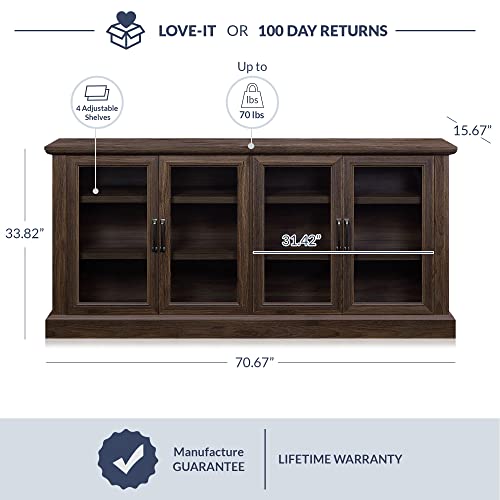 LOVE-IT OR 100 DAY RETURNS
Up to
lbs
70 lbs
4 Adjustable
Shelves
15.67”
33.82”
31.42”
70.67”
Manufacture
GUARANTEE
LIFETIME WARRANTY